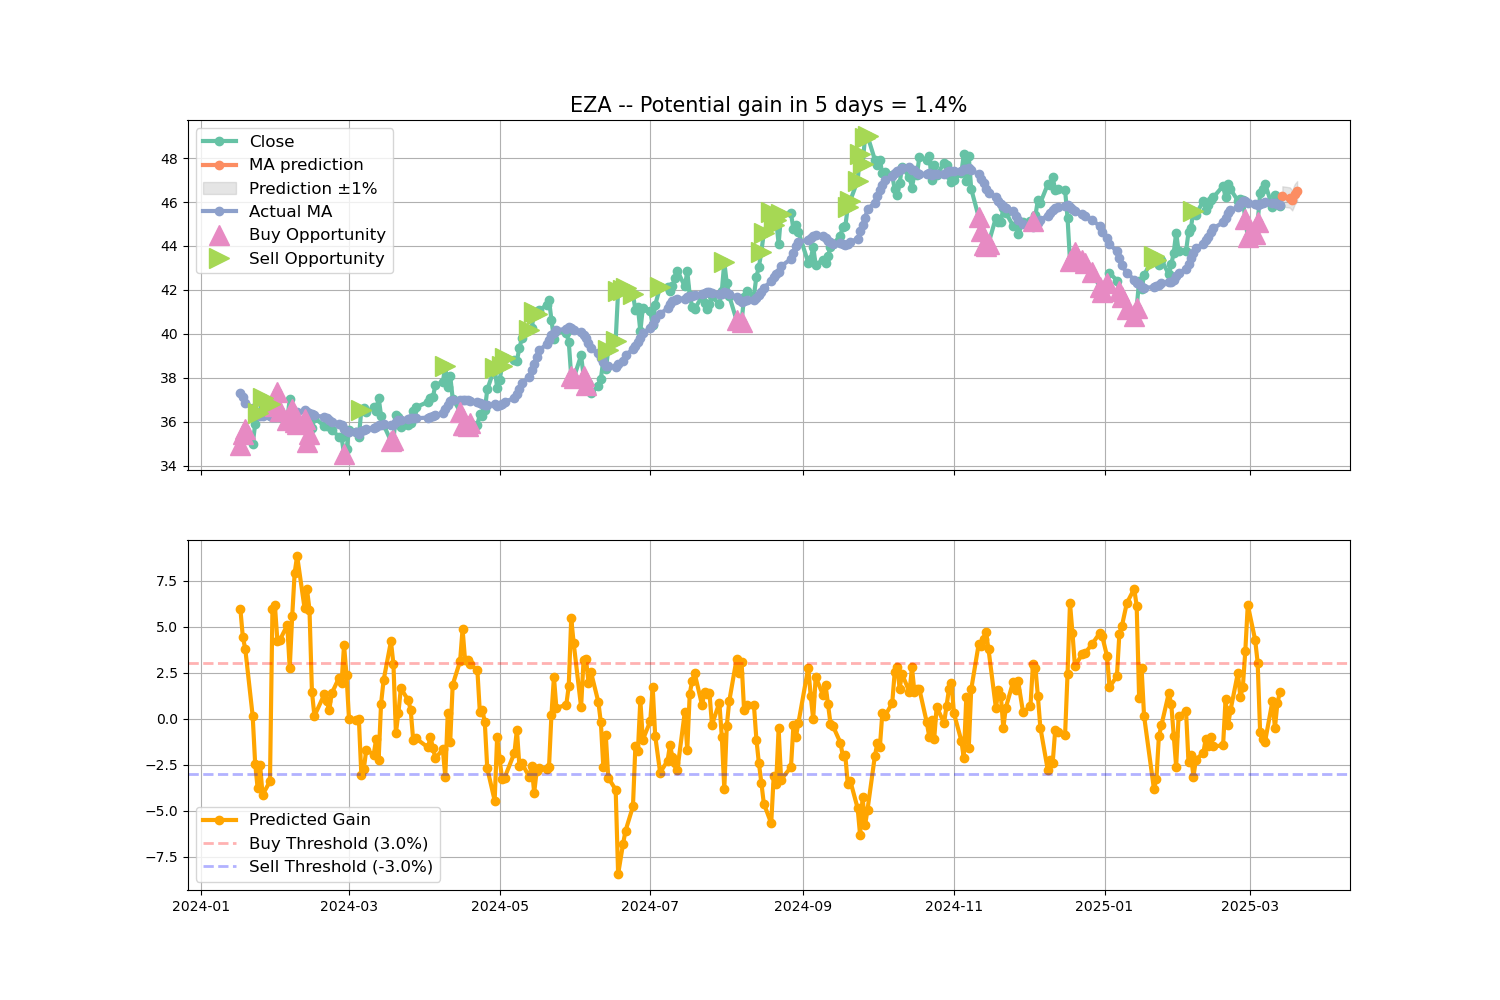 EZA -- Potential gain in 5 days = 1.4%
Close
MA prediction
Prediction ±1%
Actual MA
Buy Opportunity
Sell Opportunity
48
46
44
42
40
38
36
34
7.5
5.0
2.5
0.0
−2.5
−5.0
−7.5
Predicted Gain
Buy Threshold (3.0%)
Sell Threshold (-3.0%)
2024-01 2024-03 2024-05 2024-07 2024-09 2024-11 2025-01 2025-03